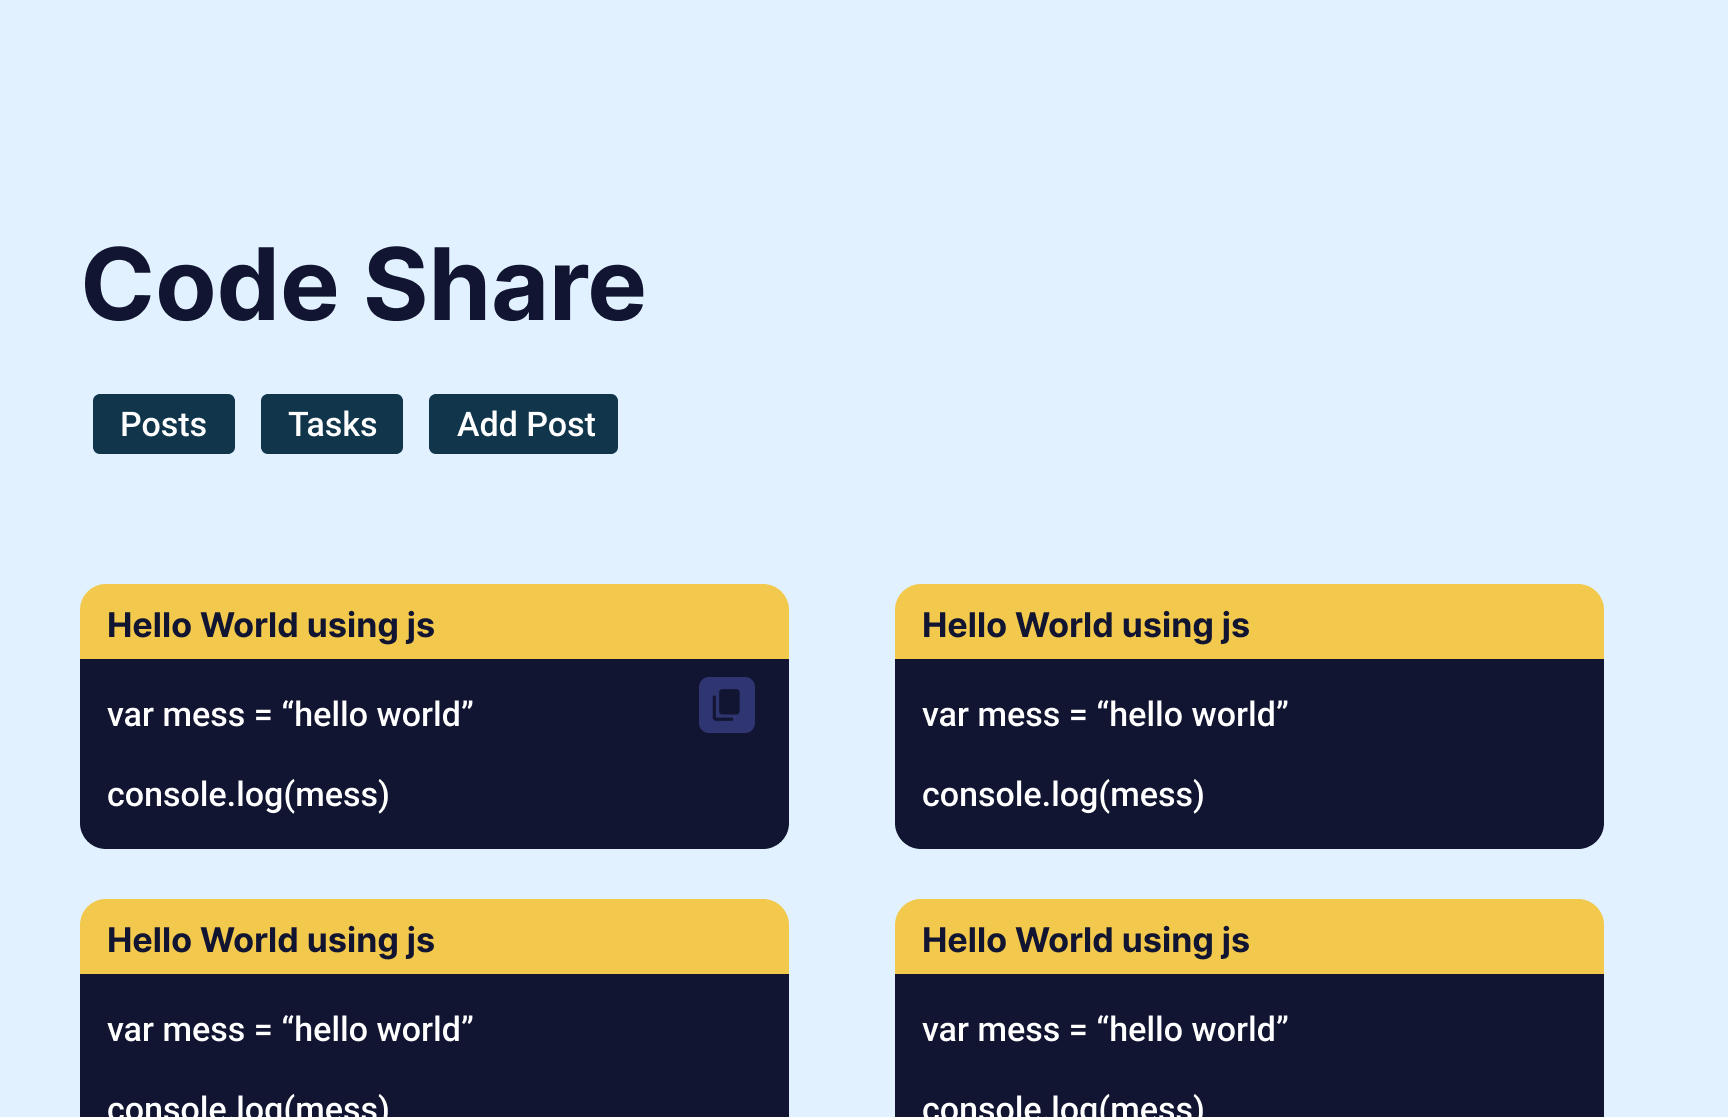 Code Share
Posts
Tasks
Add Post
Hello World using js
var mess = “hello world”
console.log(mess)
Hello World using js
var mess = “hello world”
console.log(mess)
Hello World using js
var mess = “hello world”
console.log(mess)
Hello World using js
var mess = “hello world”
console.log(mess)